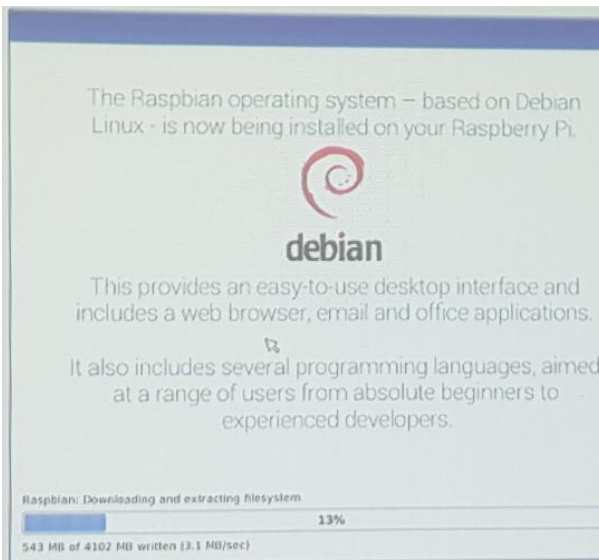 The Raspbian operating system – based on Debian
Linux - is now being installed on your Raspberry Pi.
debian
This provides an easy-to-use desktop interface and
includes a web browser, email and office applications.
It also includes several programming languages, aimed
at a range of users from absolute beginners to
experienced developers.
Raspbian: Downloading and extracting filesystem
13%
543 MB of 4102 MB written (3.1 MB/sec)